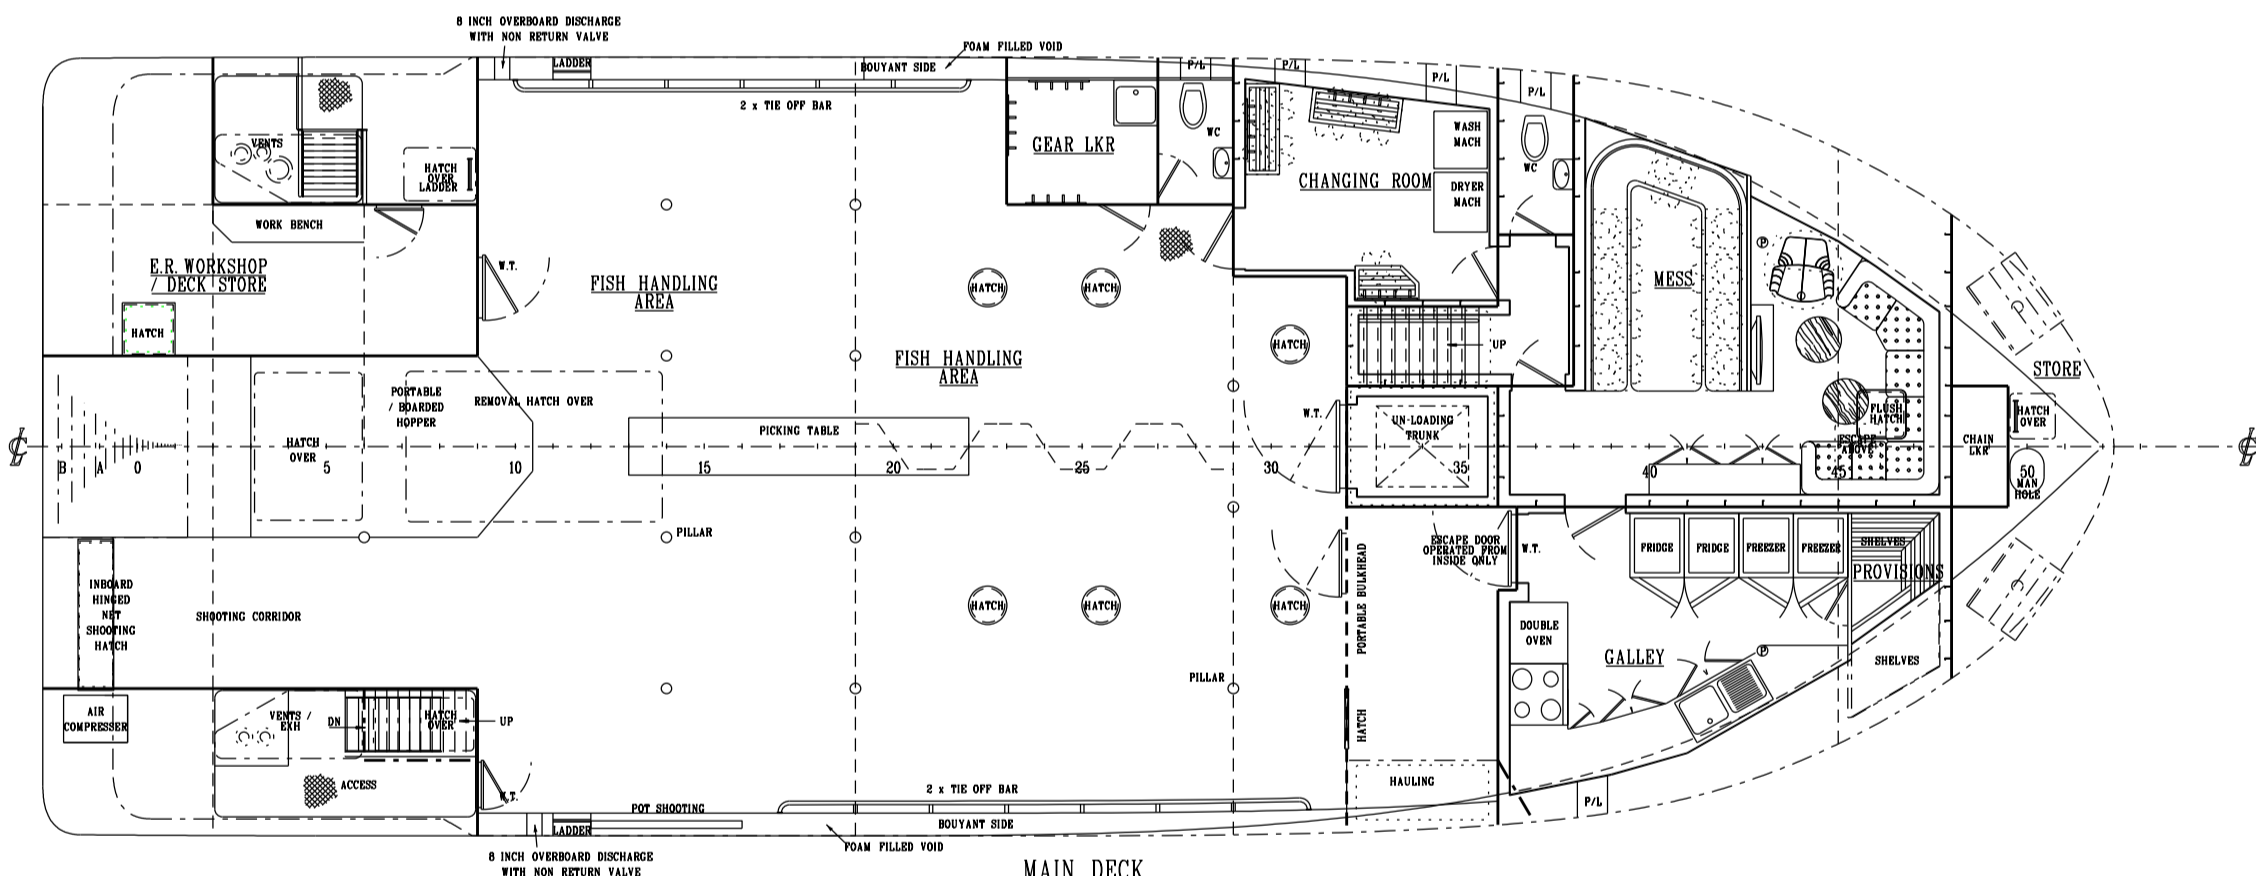 8 INCH OVERBOARD DISCHARGE
WITH NON RETURN VALVE
LADDER
BOUYANT SIDE
FOAM FILLED VOID
2 x TIE OFF BAR
P/L
P/L
P/L
P/L
VENTS
HATCH
OVER
LADDER
WORK BENCH
E.R. WORKSHOP
/ DECK STORE
HATCH
W.T.
FISH HANDLING
AREA
GEAR LKR
WC
CHANGING ROOM
WASH
MACH
DRYER
MACH
WC
MESS
P
HATCH
HATCH
HATCH
FISH HANDLING
AREA
UP
STORE
PORTABLE
/ BOARDED
HOPPER
REMOVAL HATCH OVER
HATCH
OVER
PICKING TABLE
W.T.
UN-LOADING
TRUNK
FLUSH
HATCH
ESCAPE
ABOVE
CHAIN
LKR
HATCH
OVER
MAN
HOLE
B
A
0
5
10
15
20
25
30
35
40
45
50
PILLAR
ESCAPE DOOR
OPERATED FROM
INSIDE ONLY
W.T.
FRIDGE
FRIDGE
FREEZER
FREEZER
SHELVES
PROVISIONS
INBOARD
HINGED
NET
SHOOTING
HATCH
SHOOTING CORRIDOR
HATCH
HATCH
HATCH
PORTABLE BULKHEAD
DOUBLE
OVEN
GALLEY
P
SHELVES
PILLAR
HATCH
AIR
COMPRESSER
VENTS /
EXH
DN
HATCH
OVER
UP
ACCESS
W.T.
HAULING
P/L
POT SHOOTING
2 x TIE OFF BAR
LADDER
BOUYANT SIDE
FOAM FILLED VOID
8 INCH OVERBOARD DISCHARGE
WITH NON RETURN VALVE
MAIN DECK